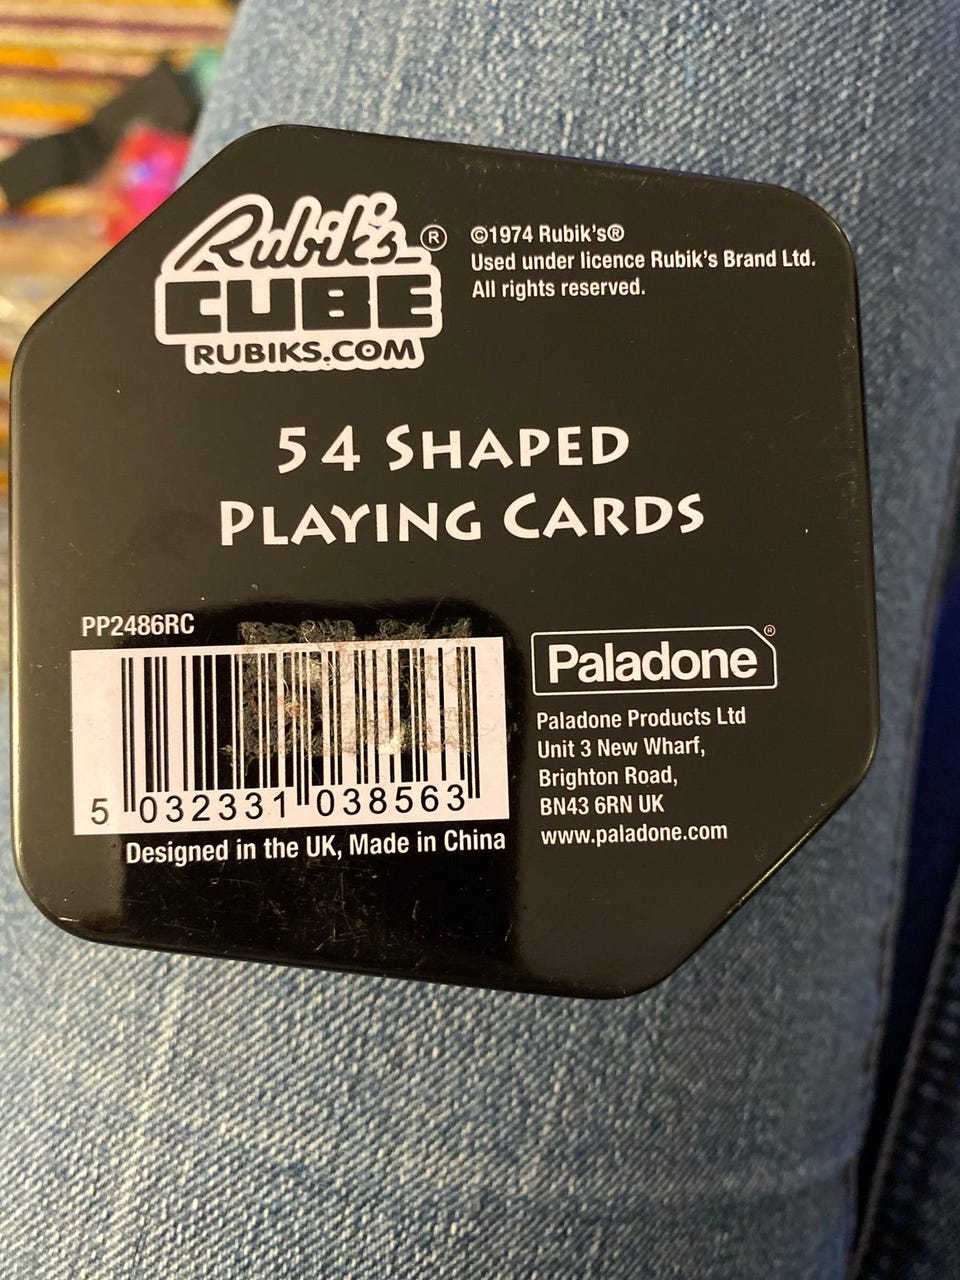 Rubik's ®
CUBE
RUBIKS.COM
©1974 Rubik's®
Used under licence Rubik's Brand Ltd.
All rights reserved.
54 SHAPED
PLAYING CARDS
PP2486RC
5 032331 038563
Designed in the UK, Made in China
Paladone®
Paladone Products Ltd
Unit 3 New Wharf,
Brighton Road,
BN43 6RN UK
www.paladone.com